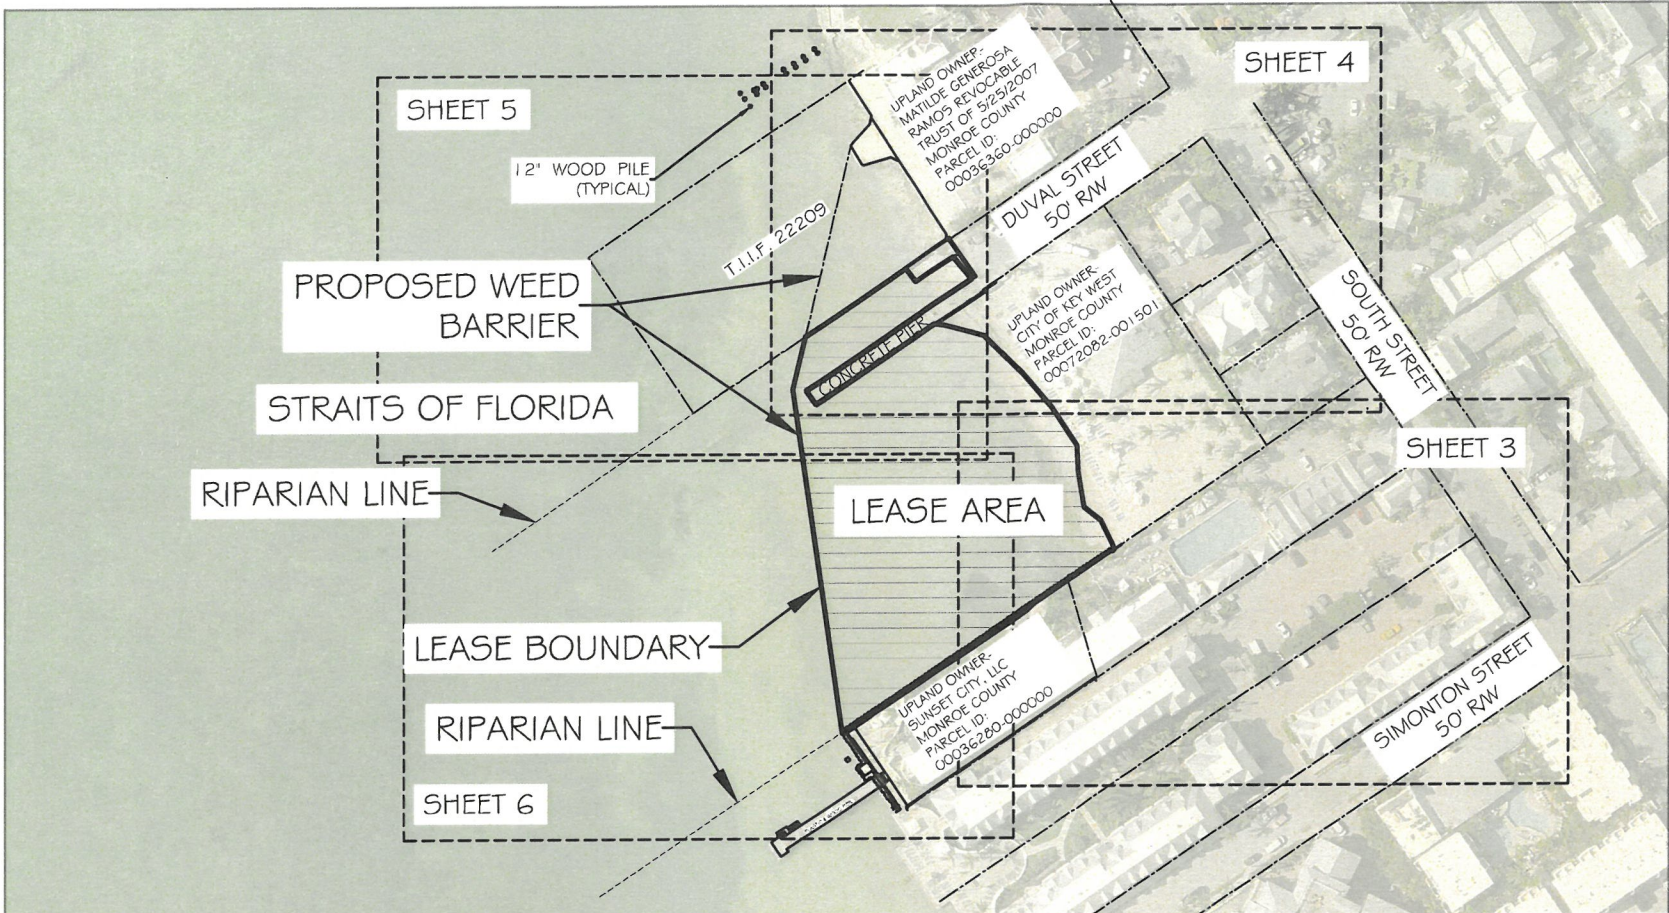 SHEET 4
UPLAND OWNER-
MATILDE GENEROSA
RAMOS REVOCABLE
TRUST OF 5/25/2007
MONROE COUNTY
PARCEL ID:
00036360-000000
SHEET 5
12" WOOD PILE
(TYPICAL)
DUVAL STREET
50' R/W
T.I.I.F. 22209
PROPOSED WEED
BARRIER
UPLAND OWNER-
CITY OF KEY WEST
MONROE COUNTY
PARCEL ID:
00072082-001501
SOUTH STREET
50' R/W
CONCRETE PIER
STRAITS OF FLORIDA
SHEET 3
RIPARIAN LINE
LEASE AREA
LEASE BOUNDARY
UPLAND OWNER-
SUNSET CITY, LLC
MONROE COUNTY
PARCEL ID:
00036280-000000
SIMONTON STREET
50' R/W
RIPARIAN LINE
SHEET 6